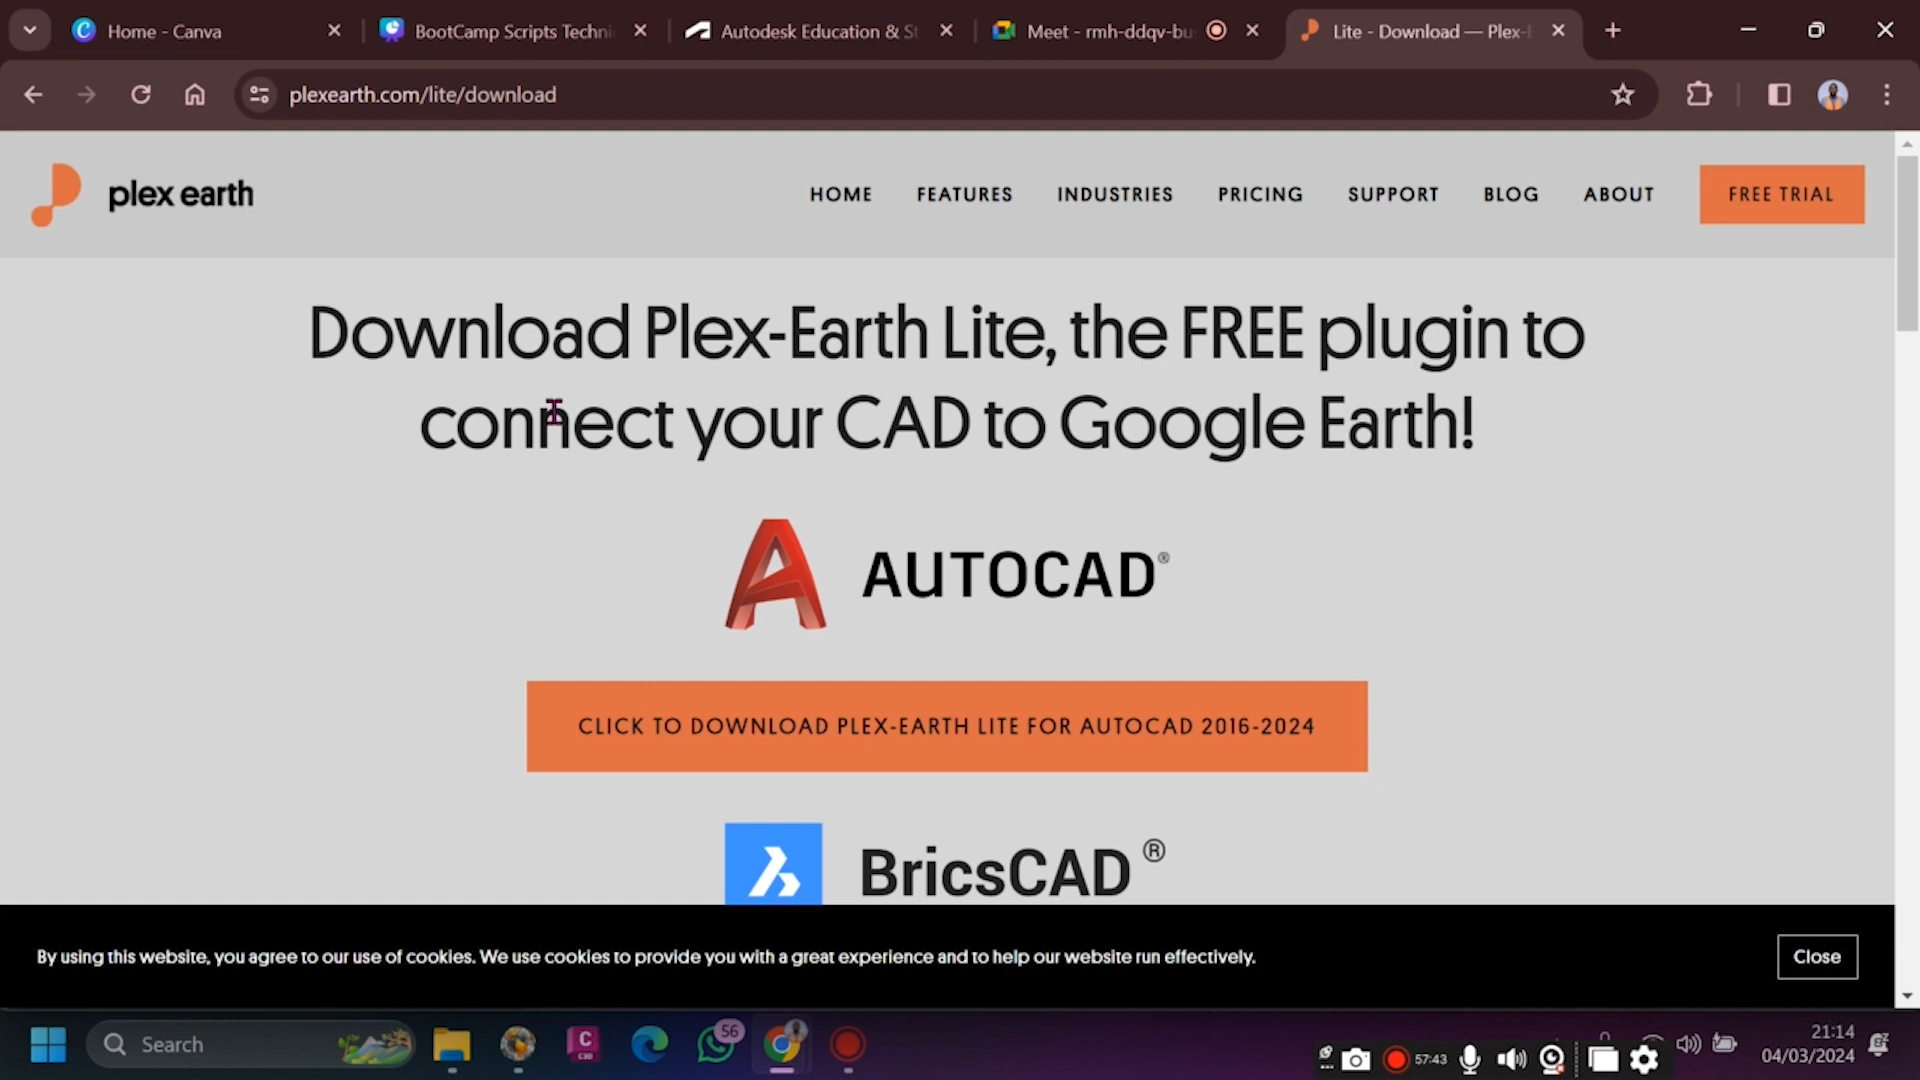 Home - Canva
BootCamp Scripts Techni
Autodesk Education & St
Meet - rmh-ddqv-bu
Lite - Download — Plex-E
plexearth.com/lite/download
plex earth
HOME
FEATURES
INDUSTRIES
PRICING
SUPPORT
BLOG
ABOUT
FREE TRIAL
Download Plex-Earth Lite, the FREE plugin to
connect your CAD to Google Earth!
AUTOCAD®
CLICK TO DOWNLOAD PLEX-EARTH LITE FOR AUTOCAD 2016-2024
BricsCAD®
By using this website, you agree to our use of cookies. We use cookies to provide you with a great experience and to help our website run effectively.
Close
Search
C
C3D
56
57:43
21:14
04/03/2024